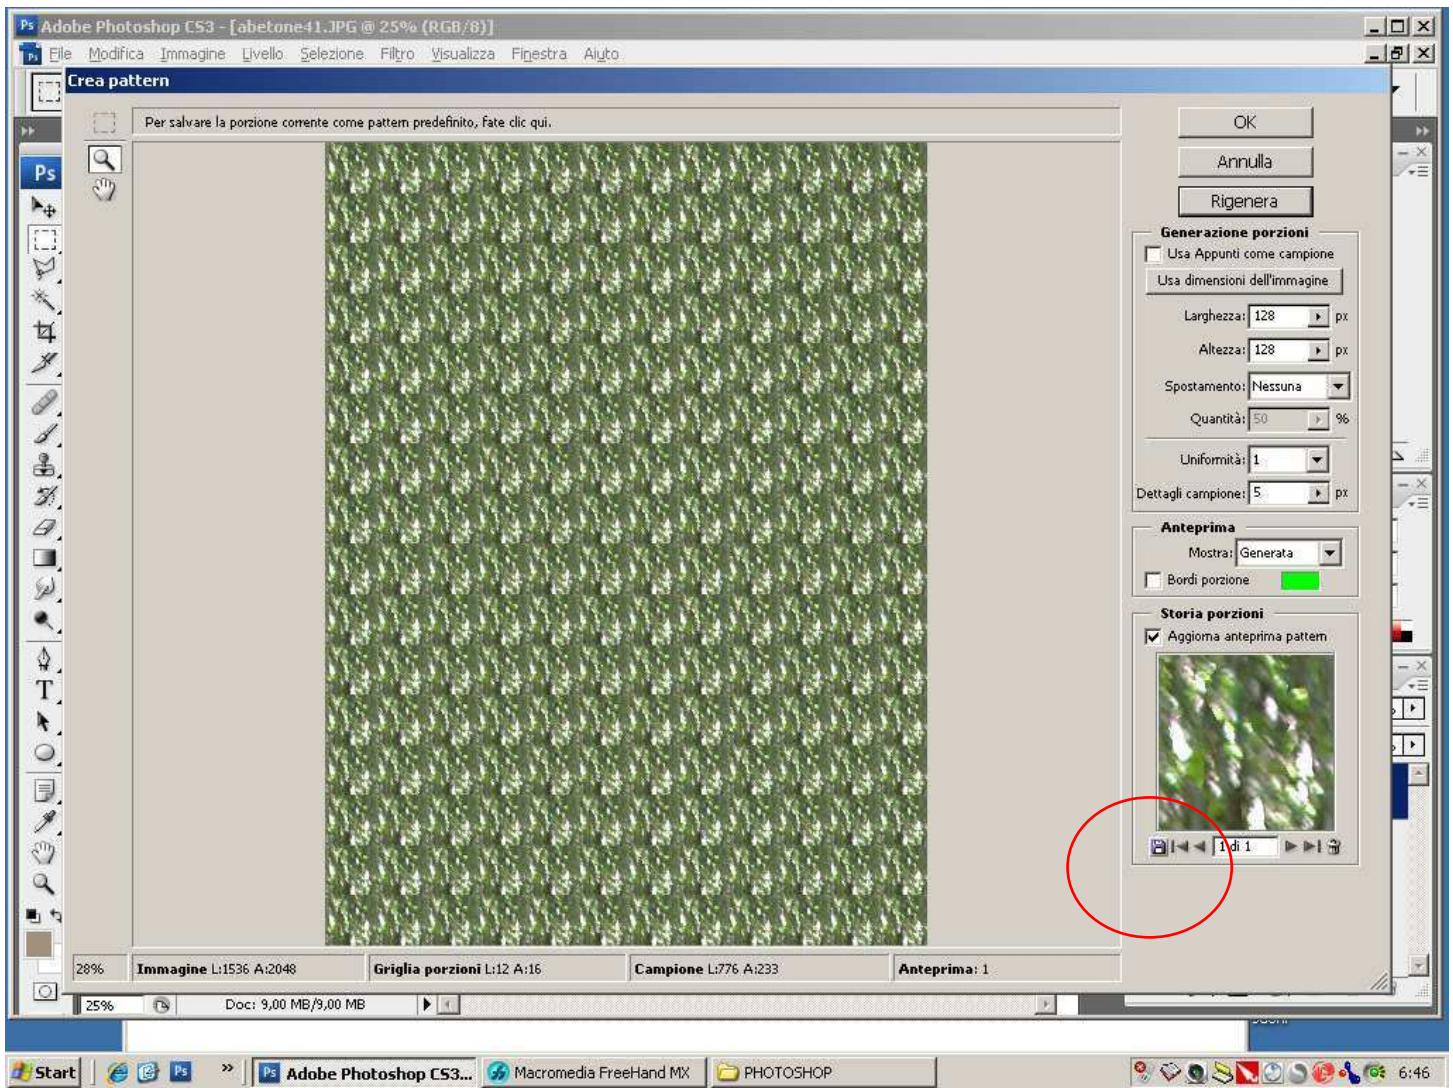 Ps Adobe Photoshop CS3 - [abetone41.JPG @ 25% (RGB/8)]
File Modifica Immagine Livello Selezione Filtro Visualizza Finestra Aiuto
Crea pattern
Per salvare la porzione corrente come pattern predefinito, fate clic qui.
OK
Annulla
Rigenera
Generazione porzioni
Usa Appunti come campione
Usa dimensioni dell'immagine
Larghezza: 128 px
Altezza: 128 px
Spostamento: Nessuna
Quantità: 50 %
Uniformità: 1
Dettagli campione: 5 px
Anteprima
Mostra: Generata
Bordi porzione
Storia porzioni
Aggiorna anteprima pattern
1 di 1
Ps
T
28% Immagine L:1536 A:2048 Griglia porzioni L:12 A:16 Campione L:776 A:233 Anteprima: 1
25% Doc: 9,00 MB/9,00 MB
Start Ps » Ps Adobe Photoshop CS3... Macromedia FreeHand MX PHOTOSHOP 6:46